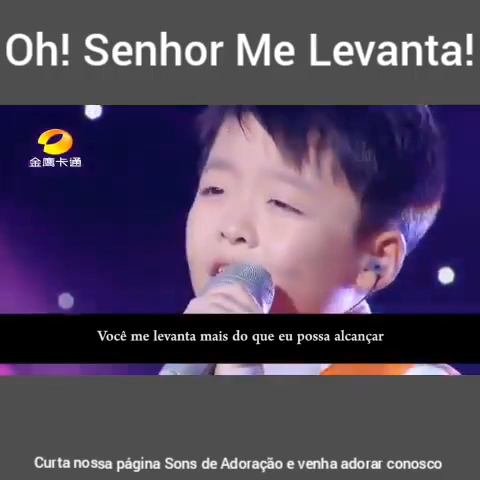 Oh! Senhor Me Levanta!
金鹰卡通
Você me levanta mais do que eu possa alcançar
Curta nossa página Sons de Adoração e venha adorar conosco